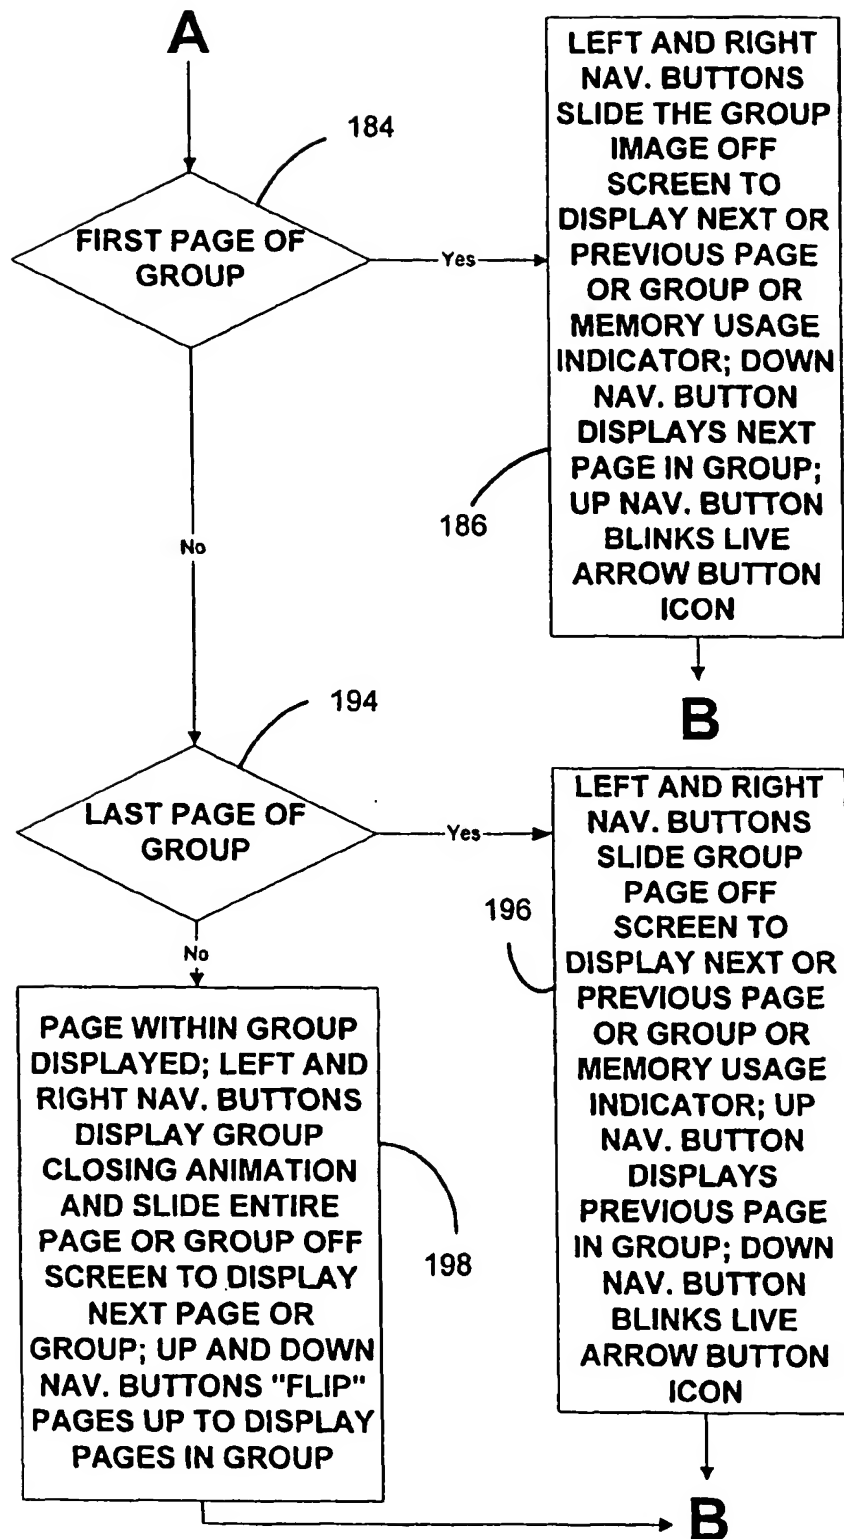 A
184
FIRST PAGE OF
GROUP
Yes
LEFT AND RIGHT
NAV. BUTTONS
SLIDE THE GROUP
IMAGE OFF
SCREEN TO
DISPLAY NEXT OR
PREVIOUS PAGE
OR GROUP OR
MEMORY USAGE
INDICATOR; DOWN
NAV. BUTTON
DISPLAYS NEXT
PAGE IN GROUP;
UP NAV. BUTTON
BLINKS LIVE
ARROW BUTTON
ICON
186
B
No
194
LAST PAGE OF
GROUP
Yes
LEFT AND RIGHT
NAV. BUTTONS
SLIDE GROUP
PAGE OFF
SCREEN TO
DISPLAY NEXT OR
PREVIOUS PAGE
OR GROUP OR
MEMORY USAGE
INDICATOR; UP
NAV. BUTTON
DISPLAYS
PREVIOUS PAGE
IN GROUP; DOWN
NAV. BUTTON
BLINKS LIVE
ARROW BUTTON
ICON
196
No
PAGE WITHIN GROUP
DISPLAYED; LEFT AND
RIGHT NAV. BUTTONS
DISPLAY GROUP
CLOSING ANIMATION
AND SLIDE ENTIRE
PAGE OR GROUP OFF
SCREEN TO DISPLAY
NEXT PAGE OR
GROUP; UP AND DOWN
NAV. BUTTONS "FLIP"
PAGES UP TO DISPLAY
PAGES IN GROUP
198
B